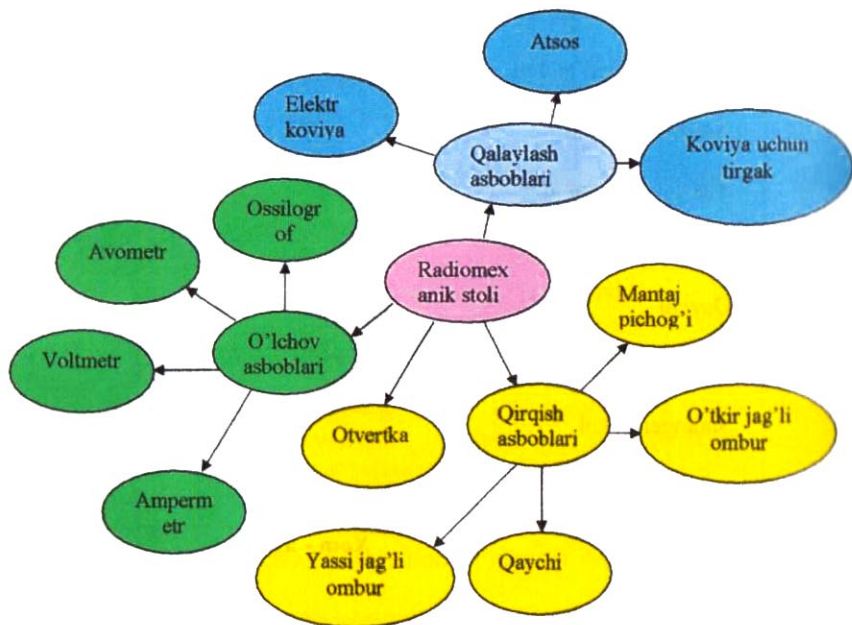 Atsos
Elektr
koviya
Qalaylash
asboblari
Koviya uchun
tirgak
Ossilogr
of
Avometr
Radiomex
anik stoli
Mantaj
pichog'i
Voltmetr
O'lchov
asboblari
Otvertka
Qirqish
asboblari
O'tkir jag'li
ombur
Amperm
etr
Yassi jag'li
ombur
Qaychi